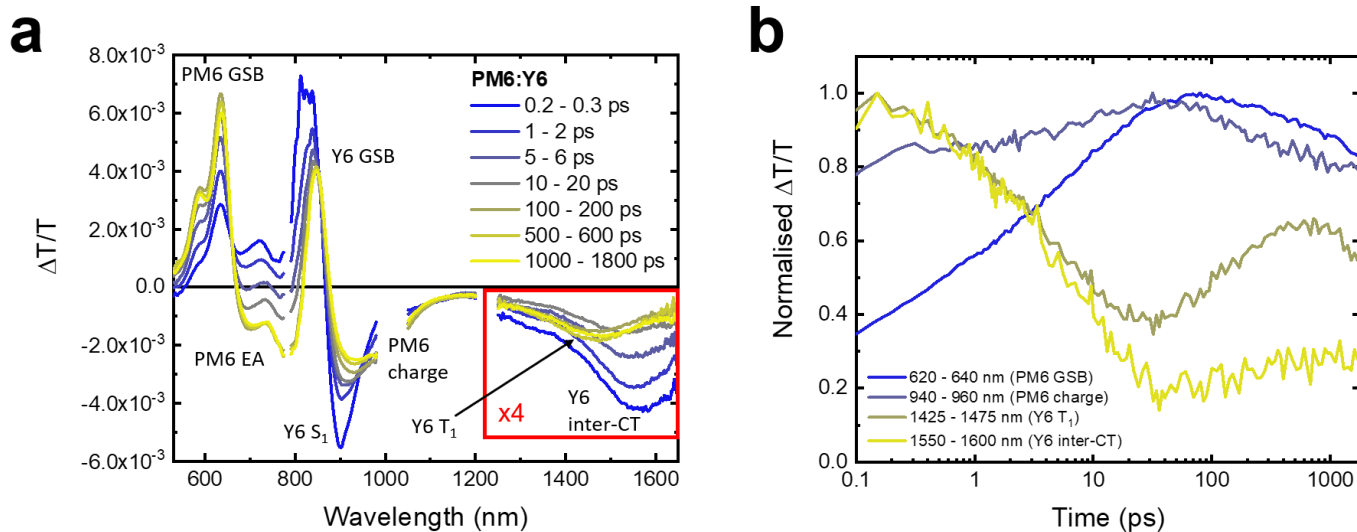 a
8.0x10⁻³
6.0x10⁻³
4.0x10⁻³
2.0x10⁻³
0.0
-2.0x10⁻³
-4.0x10⁻³
-6.0x10⁻³
ΔT/T
PM6 GSB
PM6:Y6
0.2 - 0.3 ps
1 - 2 ps
5 - 6 ps
10 - 20 ps
100 - 200 ps
500 - 600 ps
1000 - 1800 ps
Y6 GSB
PM6 EA
PM6
charge
Y6 S₁
Y6 T₁
x4
Y6
inter-CT
600 800 1000 1200 1400 1600
Wavelength (nm)
b
1.0
0.8
0.6
0.4
0.2
0.0
Normalised ΔT/T
620 - 640 nm (PM6 GSB)
940 - 960 nm (PM6 charge)
1425 - 1475 nm (Y6 T₁)
1550 - 1600 nm (Y6 inter-CT)
0.1 1 10 100 1000
Time (ps)